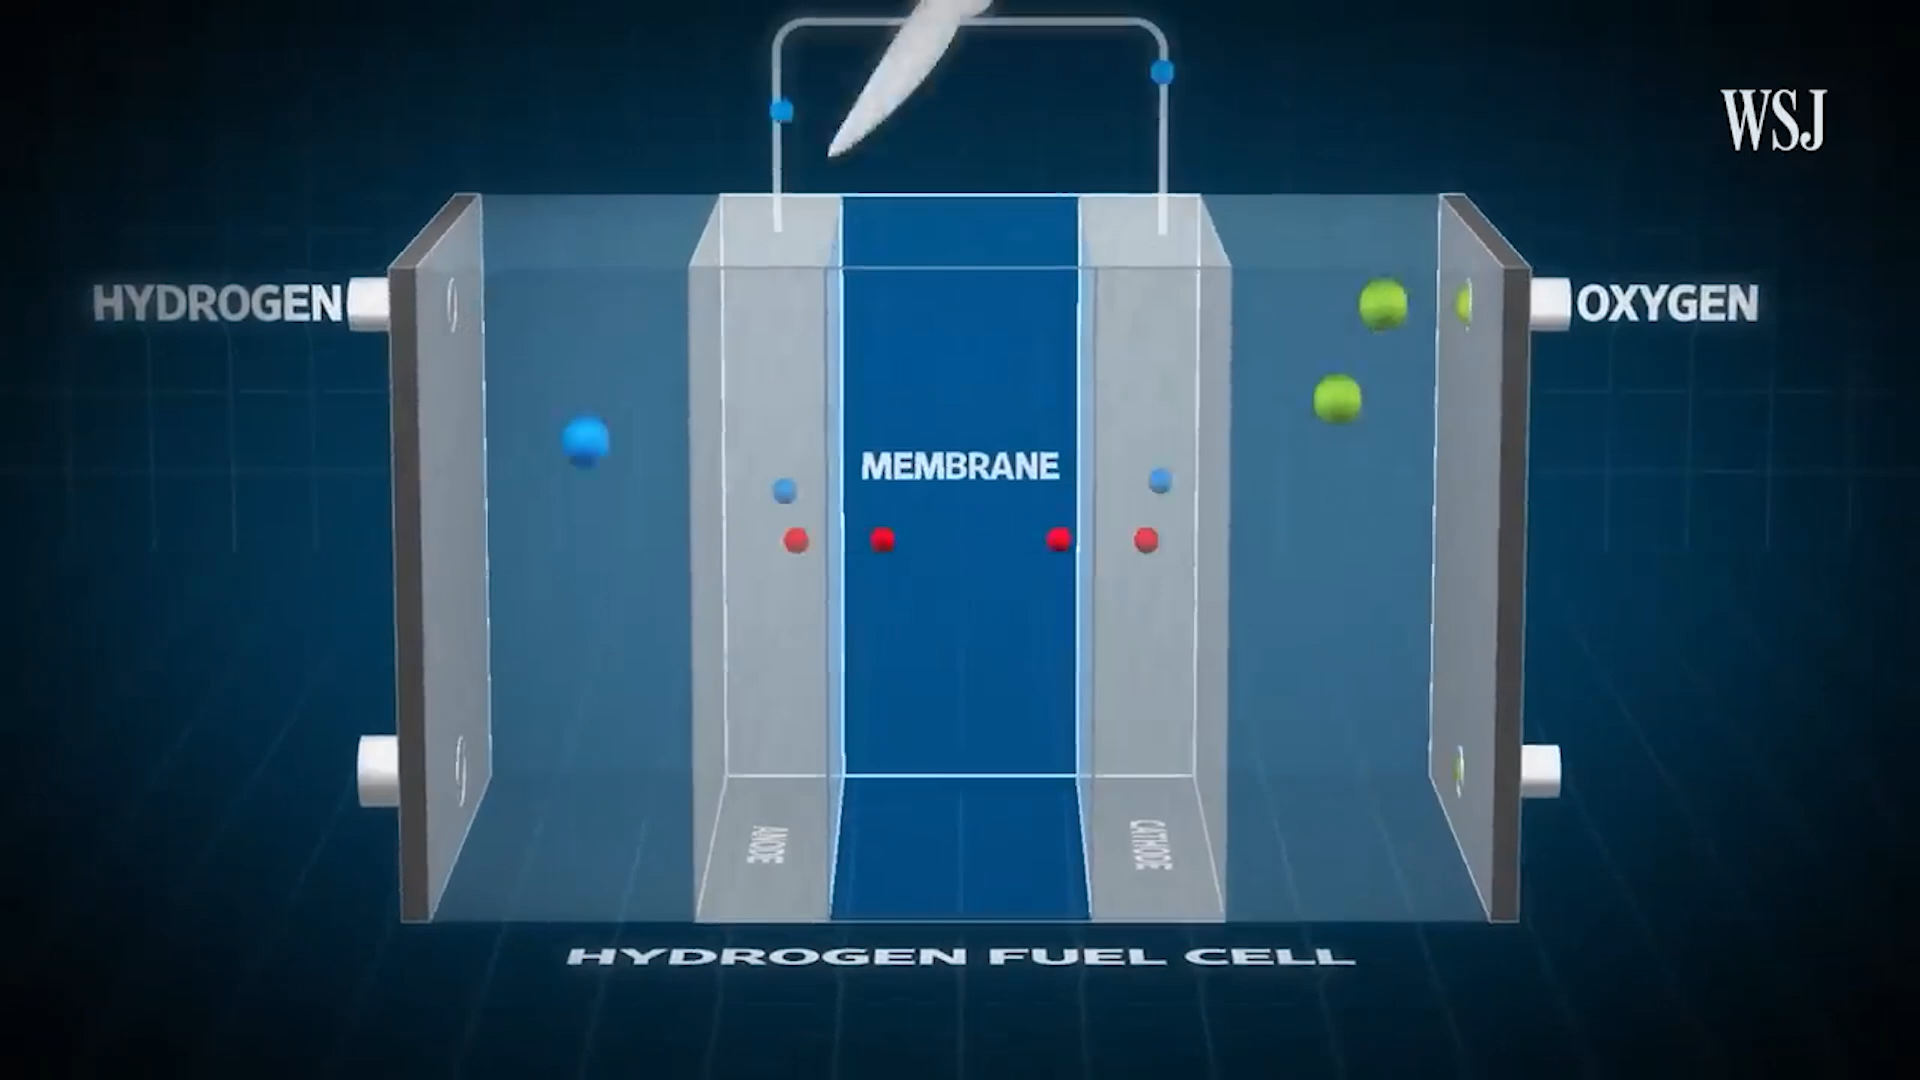 WSJ
HYDROGEN
OXYGEN
MEMBRANE
ANODE
CATHODE
HYDROGEN FUEL CELL